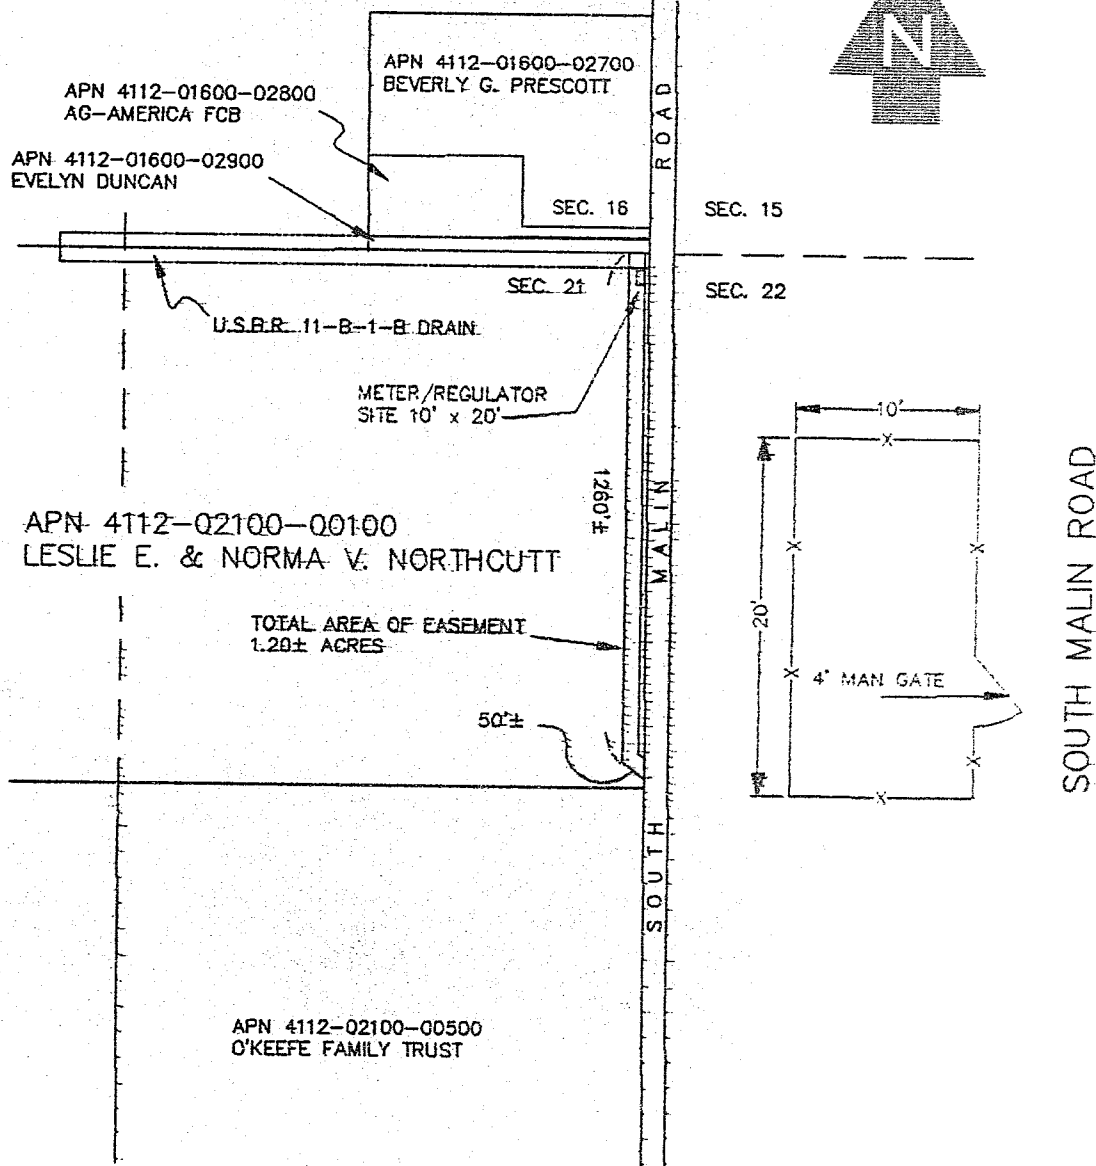 N
APN 4112-01600-02700
BEVERLY G. PRESCOTT
APN 4112-01600-02800
AG-AMERICA FCB
APN 4112-01600-02900
EVELYN DUNCAN
SEC. 16
SEC. 15
SEC. 21
SEC. 22
U.S.B.R. 11-B-1-B DRAIN
METER/REGULATOR
SITE 10' x 20'
1260'±
APN 4112-02100-00100
LESLIE E. & NORMA V. NORTHCUTT
TOTAL AREA OF EASEMENT
1.20± ACRES
50'±
SOUTH MALIN ROAD
APN 4112-02100-00500
O'KEEFE FAMILY TRUST
10'
20'
4' MAN GATE
SOUTH MALIN ROAD